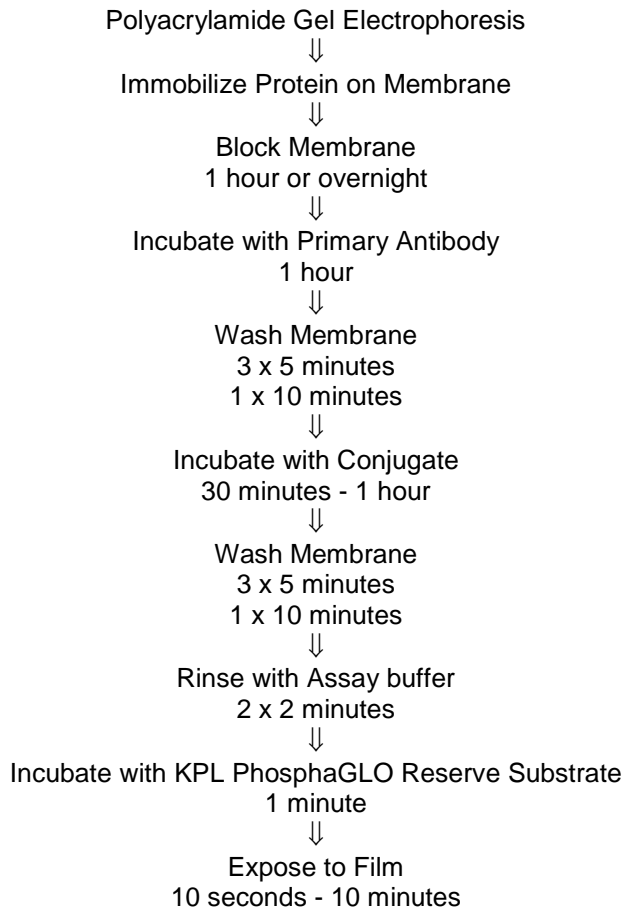 Polyacrylamide Gel Electrophoresis
⇓
Immobilize Protein on Membrane
⇓
Block Membrane
1 hour or overnight
⇓
Incubate with Primary Antibody
1 hour
⇓
Wash Membrane
3 x 5 minutes
1 x 10 minutes
⇓
Incubate with Conjugate
30 minutes - 1 hour
⇓
Wash Membrane
3 x 5 minutes
1 x 10 minutes
⇓
Rinse with Assay buffer
2 x 2 minutes
⇓
Incubate with KPL PhosphaGLO Reserve Substrate
1 minute
⇓
Expose to Film
10 seconds - 10 minutes